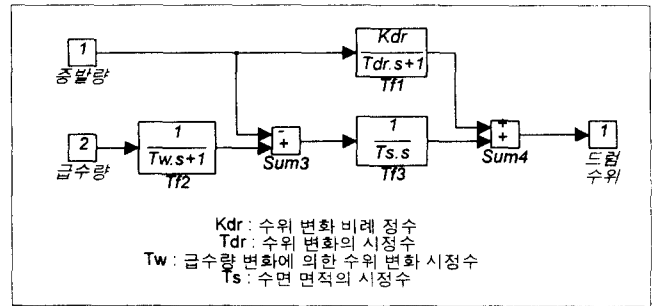 1
증발량
Kdr
Tdr.s+1
Tf1
2
급수량
1
Tw.s+1
Tf2
-
+
Sum3
1
Ts.s
Tf3
+
+
Sum4
1
드럼
수위
Kdr : 수위 변화 비례 정수
Tdr : 수위 변화의 시정수
Tw : 급수량 변화에 의한 수위 변화 시정수
Ts : 수면 면적의 시정수